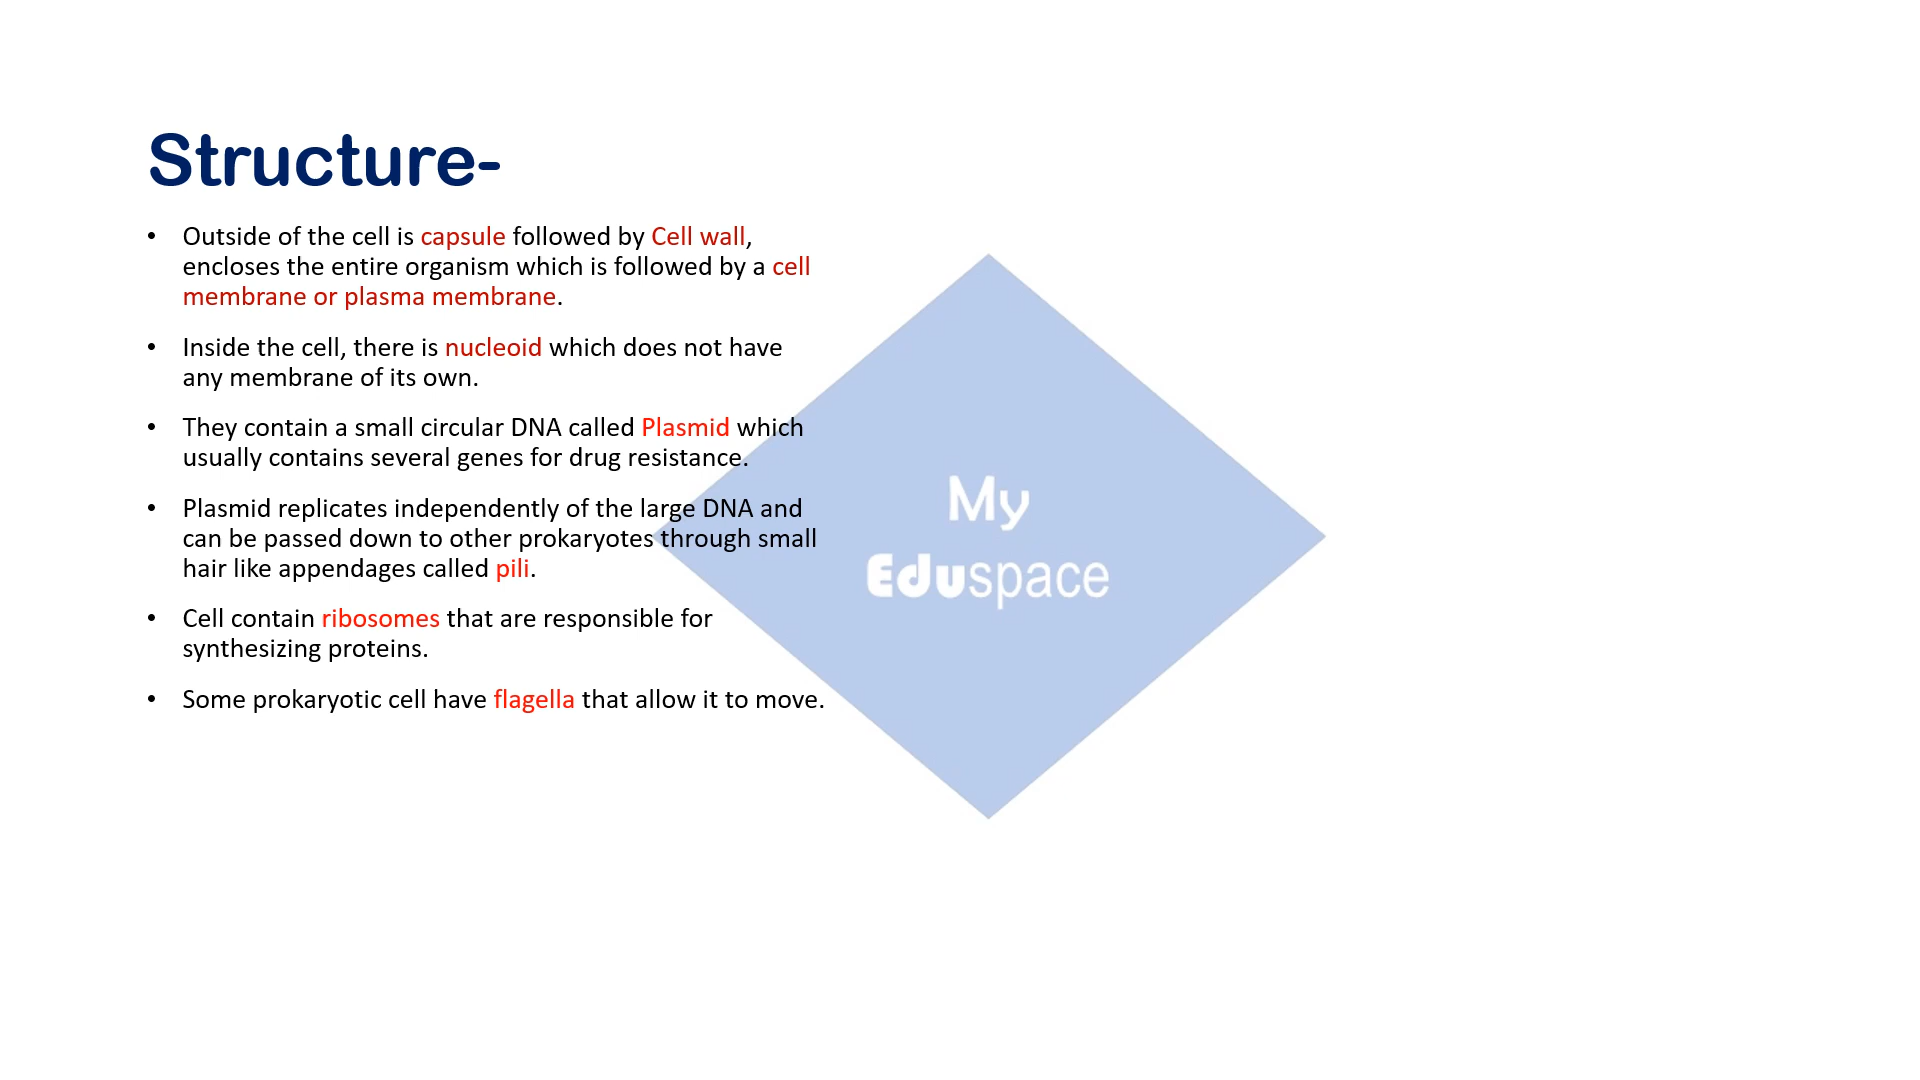 Structure-
• Outside of the cell is capsule followed by Cell wall,
encloses the entire organism which is followed by a cell
membrane or plasma membrane.
• Inside the cell, there is nucleoid which does not have
any membrane of its own.
• They contain a small circular DNA called Plasmid which
usually contains several genes for drug resistance.
• Plasmid replicates independently of the large DNA and
can be passed down to other prokaryotes through small
hair like appendages called pili.
• Cell contain ribosomes that are responsible for
synthesizing proteins.
• Some prokaryotic cell have flagella that allow it to move.
My
Eduspace